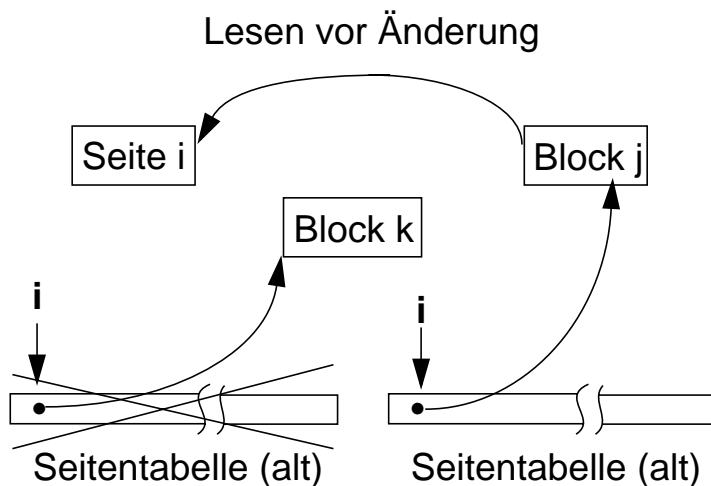 Lesen vor Änderung
Seite i
Block j
Block k
i
i
Seitentabelle (alt)
Seitentabelle (alt)